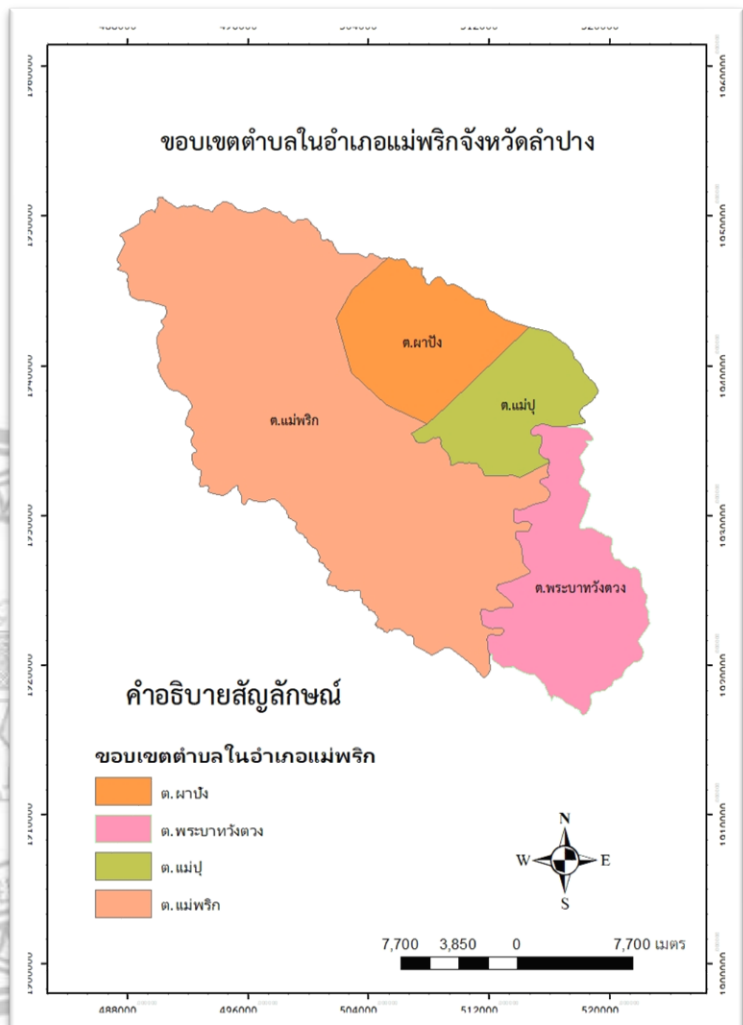 488000 496000 504000 512000 520000
ขอบเขตตำบลในอำเภอแม่พริกจังหวัดลำปาง
ต.ผาปัง
ต.แม่ปุ
ต.แม่พริก
ต.พระบาทวังตวง
คำอธิบายสัญลักษณ์
ขอบเขตตำบลในอำเภอแม่พริก
ต.ผาปัง
ต.พระบาทวังตวง
ต.แม่ปุ
ต.แม่พริก
N
W E
S
7,700 3,850 0 7,700 เมตร
488000 496000 504000 512000 520000